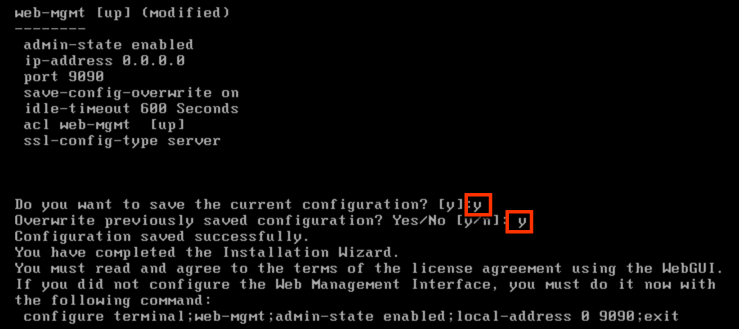 web-mgmt [up] (modified)
--------
admin-state enabled
ip-address 0.0.0.0
port 9090
save-config-overwrite on
idle-timeout 600 Seconds
acl web-mgmt  [up]
ssl-config-type server
Do you want to save the current configuration? [y]:y
Overwrite previously saved configuration? Yes/No [y/n]: y
Configuration saved successfully.
You have completed the Installation Wizard.
You must read and agree to the terms of the license agreement using the WebGUI.
If you did not configure the Web Management Interface, you must do it now with
the following command:
configure terminal;web-mgmt;admin-state enabled;local-address 0 9090;exit